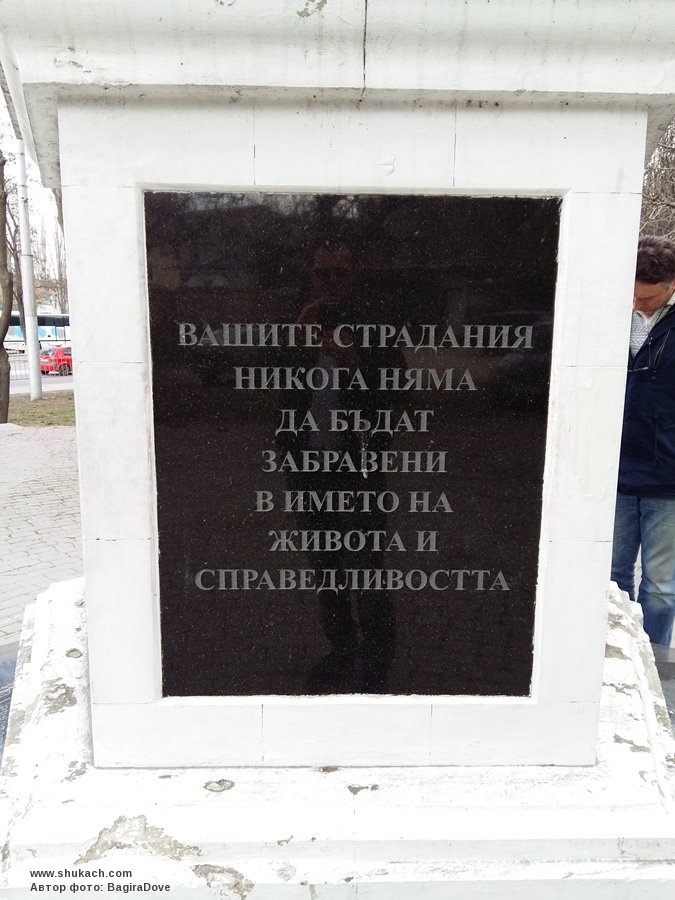 ВАШИТЕ СТРАДАНИЯ
НИКОГА НЯМА
ДА БЪДАТ
ЗАБРАВЕНИ
В ИМЕТО НА
ЖИВОТА И
СПРАВЕДЛИВОСТТА
www.shukach.com
Автор фото: BagiraDove